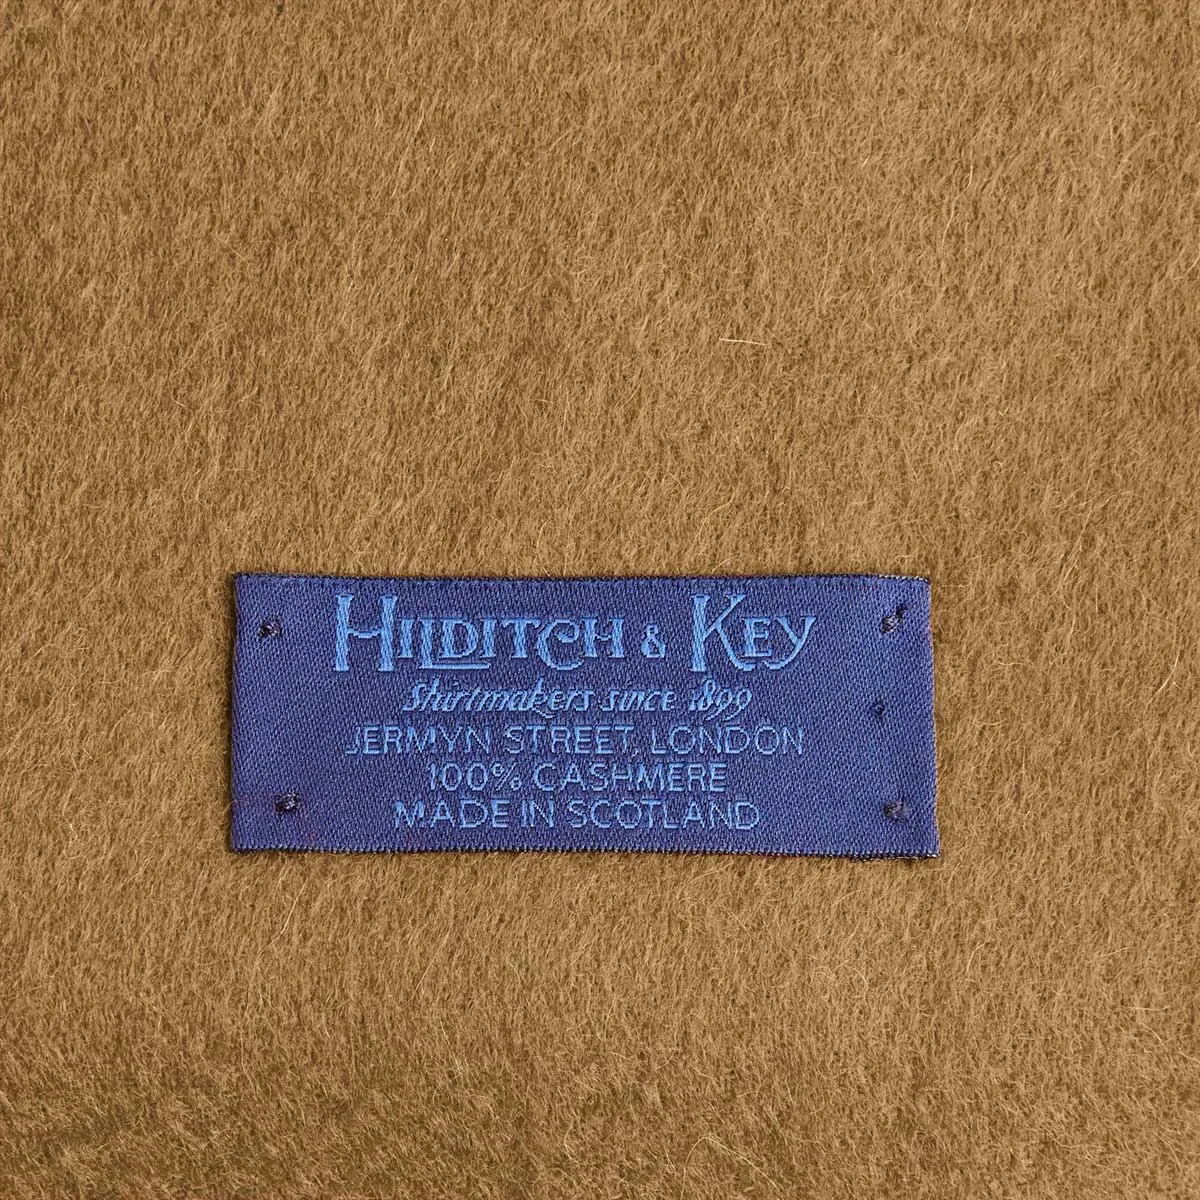 HILDITCH & KEY
Shirtmakers since 1899
JERMYN STREET, LONDON
100% CASHMERE
MADE IN SCOTLAND